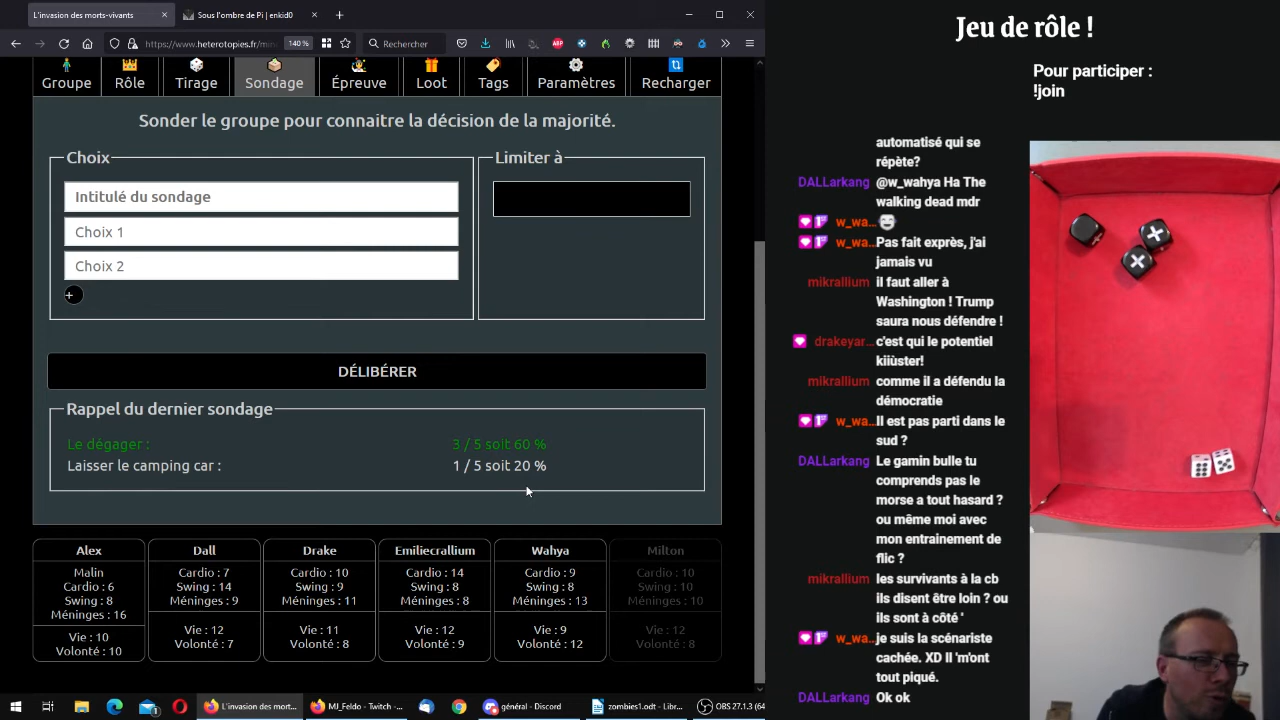 L'invasion des morts-vivants
Sous l'ombre de Pi | enkid0
https://www.heterotopies.fr/min
140 %
Rechercher
Groupe
Rôle
Tirage
Sondage
Épreuve
Loot
Tags
Paramètres
Recharger
Sonder le groupe pour connaitre la décision de la majorité.
Choix
Intitulé du sondage
Choix 1
Choix 2
Limiter à
DÉLIBÉRER
Rappel du dernier sondage
Le dégager : 3 / 5 soit 60 %
Laisser le camping car : 1 / 5 soit 20 %
Alex
Malin
Cardio : 6
Swing : 8
Méninges : 16
Vie : 10
Volonté : 10
Dall
Cardio : 7
Swing : 14
Méninges : 9
Vie : 12
Volonté : 7
Drake
Cardio : 10
Swing : 9
Méninges : 11
Vie : 11
Volonté : 8
Emiliecrallium
Cardio : 14
Swing : 8
Méninges : 8
Vie : 12
Volonté : 9
Wahya
Cardio : 9
Swing : 8
Méninges : 13
Vie : 9
Volonté : 12
Milton
Cardio : 10
Swing : 10
Méninges : 10
Vie : 12
Volonté : 8
L'invasion des mort...
MJ_Feldo - Twitch -...
général - Discord
zombies1.odt - Libr...
OBS 27.1.3 (64
Jeu de rôle !
Pour participer :
!join
automatisé qui se
répète?
DALLarkang @w_wahya Ha The
walking dead mdr
w_wa...
w_wa... Pas fait exprès, j'ai
jamais vu
mikrallium il faut aller à
Washington ! Trump
saura nous défendre !
drakeyar... c'est qui le potentiel
kiiùster!
mikrallium comme il a défendu la
démocratie
w_wa... Il est pas parti dans le
sud ?
DALLarkang Le gamin bulle tu
comprends pas le
morse a tout hasard ?
ou même moi avec
mon entrainement de
flic ?
mikrallium les survivants à la cb
ils disent être loin ? ou
ils sont à côté '
w_wa... je suis la scénariste
cachée. XD Il 'm'ont
tout piqué.
DALLarkang Ok ok